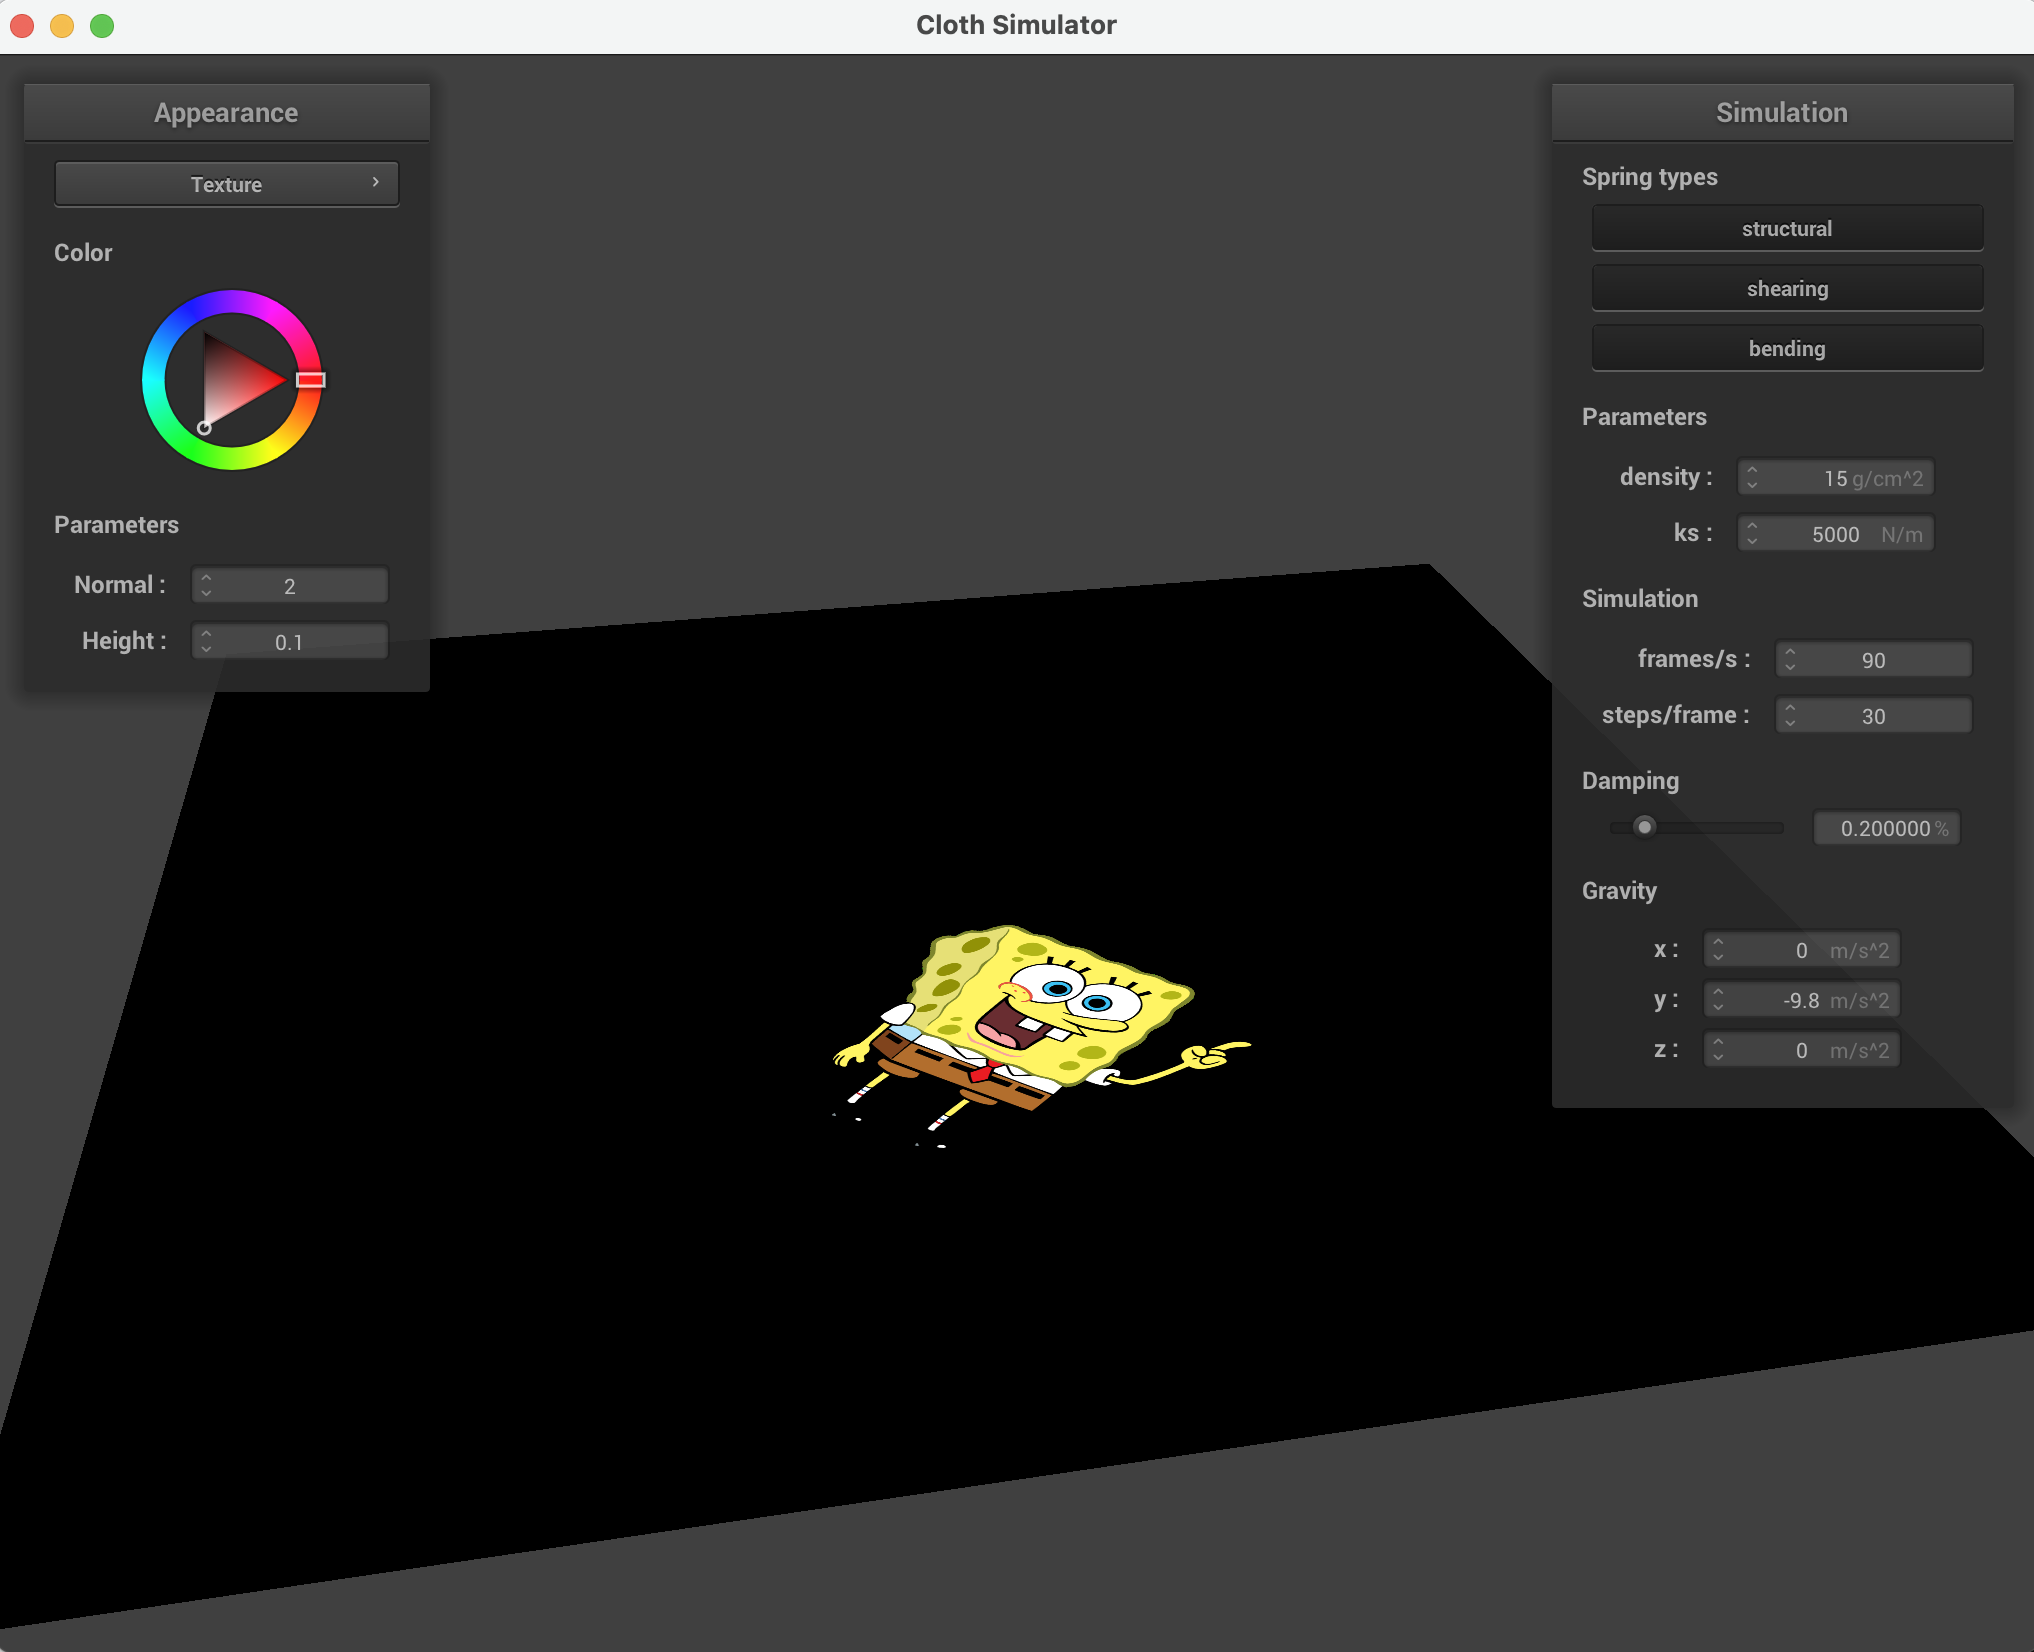 Cloth Simulator
Appearance
Texture
Color
Parameters
Normal : 2
Height : 0.1
Simulation
Spring types
structural
shearing
bending
Parameters
density : 15 g/cm^2
ks : 5000 N/m
Simulation
frames/s : 90
steps/frame : 30
Damping
0.200000 %
Gravity
x : 0 m/s^2
y : -9.8 m/s^2
z : 0 m/s^2